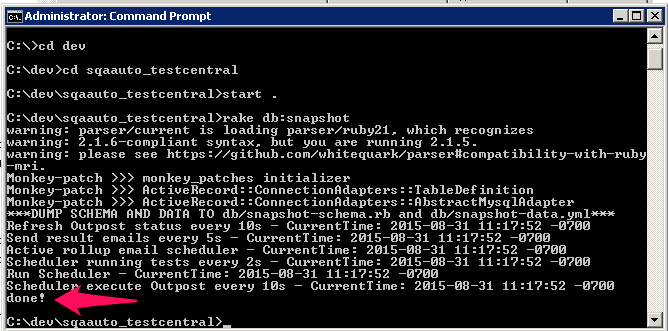 Administrator: Command Prompt
C:\>cd dev
C:\dev>cd sqaauto_testcentral
C:\dev\sqaauto_testcentral>start .
C:\dev\sqaauto_testcentral>rake db:snapshot
warning: parser/current is loading parser/ruby21, which recognizes
warning: 2.1.6-compliant syntax, but you are running 2.1.5.
warning: please see https://github.com/whitequark/parser#compatibility-with-ruby
-mri.
Monkey-patch >>> monkey_patches initializer
Monkey-patch >>> ActiveRecord::ConnectionAdapters::TableDefinition
Monkey-patch >>> ActiveRecord::ConnectionAdapters::AbstractMysqlAdapter
***DUMP SCHEMA AND DATA TO db/snapshot-schema.rb and db/snapshot-data.yml***
Refresh Outpost status every 10s - CurrentTime: 2015-08-31 11:17:52 -0700
Send result emails every 5s - CurrentTime: 2015-08-31 11:17:52 -0700
Active rollup email scheduler - CurrentTime: 2015-08-31 11:17:52 -0700
Scheduler running tests every 2s - CurrentTime: 2015-08-31 11:17:52 -0700
Run Scheduler - CurrentTime: 2015-08-31 11:17:52 -0700
Scheduler execute Outpost every 10s - CurrentTime: 2015-08-31 11:17:52 -0700
done!
C:\dev\sqaauto_testcentral>_